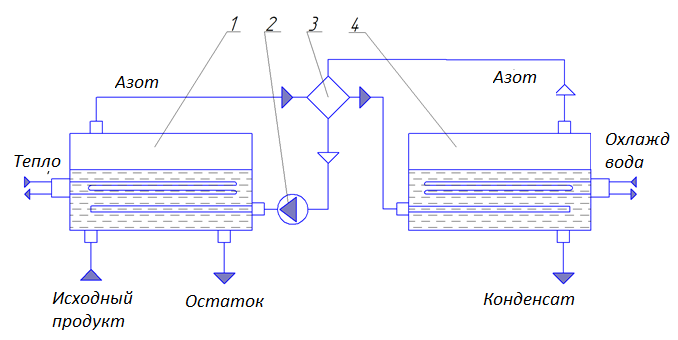 1 2 3 4
Азот
Азот
Тепло
Охлажд
вода
Исходный
продукт
Остаток
Конденсат